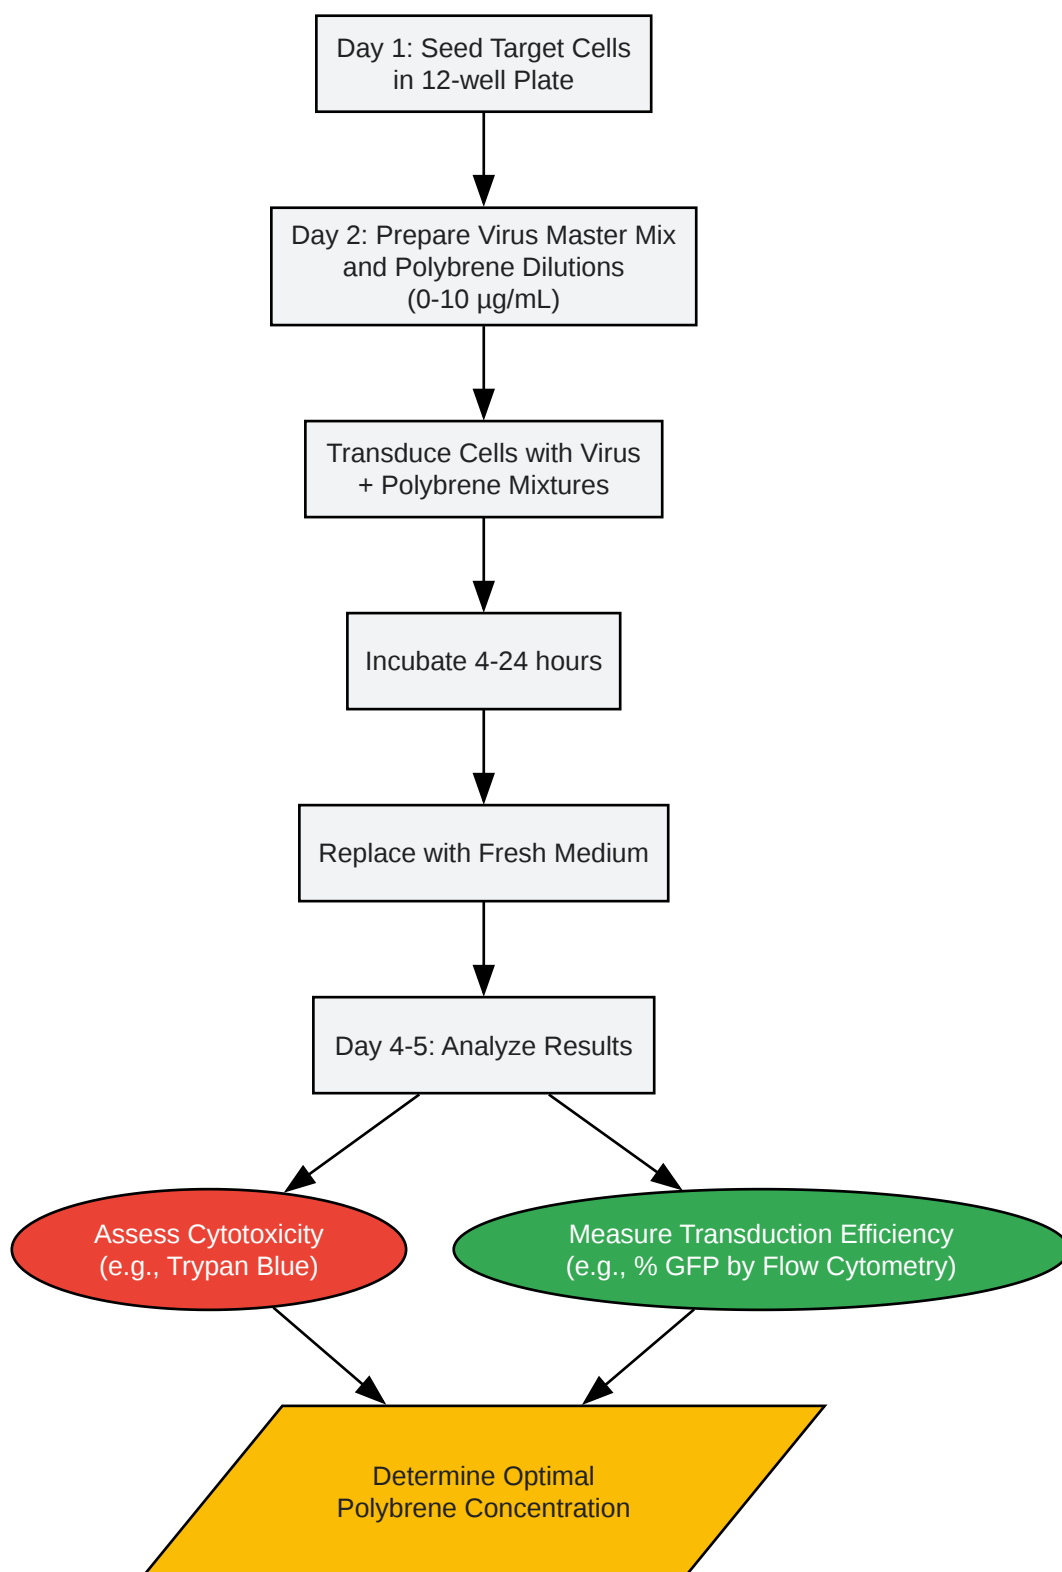 Day 1: Seed Target Cells
in 12-well Plate
Day 2: Prepare Virus Master Mix
and Polybrene Dilutions
(0-10 µg/mL)
Transduce Cells with Virus
+ Polybrene Mixtures
Incubate 4-24 hours
Replace with Fresh Medium
Day 4-5: Analyze Results
Assess Cytotoxicity
(e.g., Trypan Blue)
Measure Transduction Efficiency
(e.g., % GFP by Flow Cytometry)
Determine Optimal
Polybrene Concentration